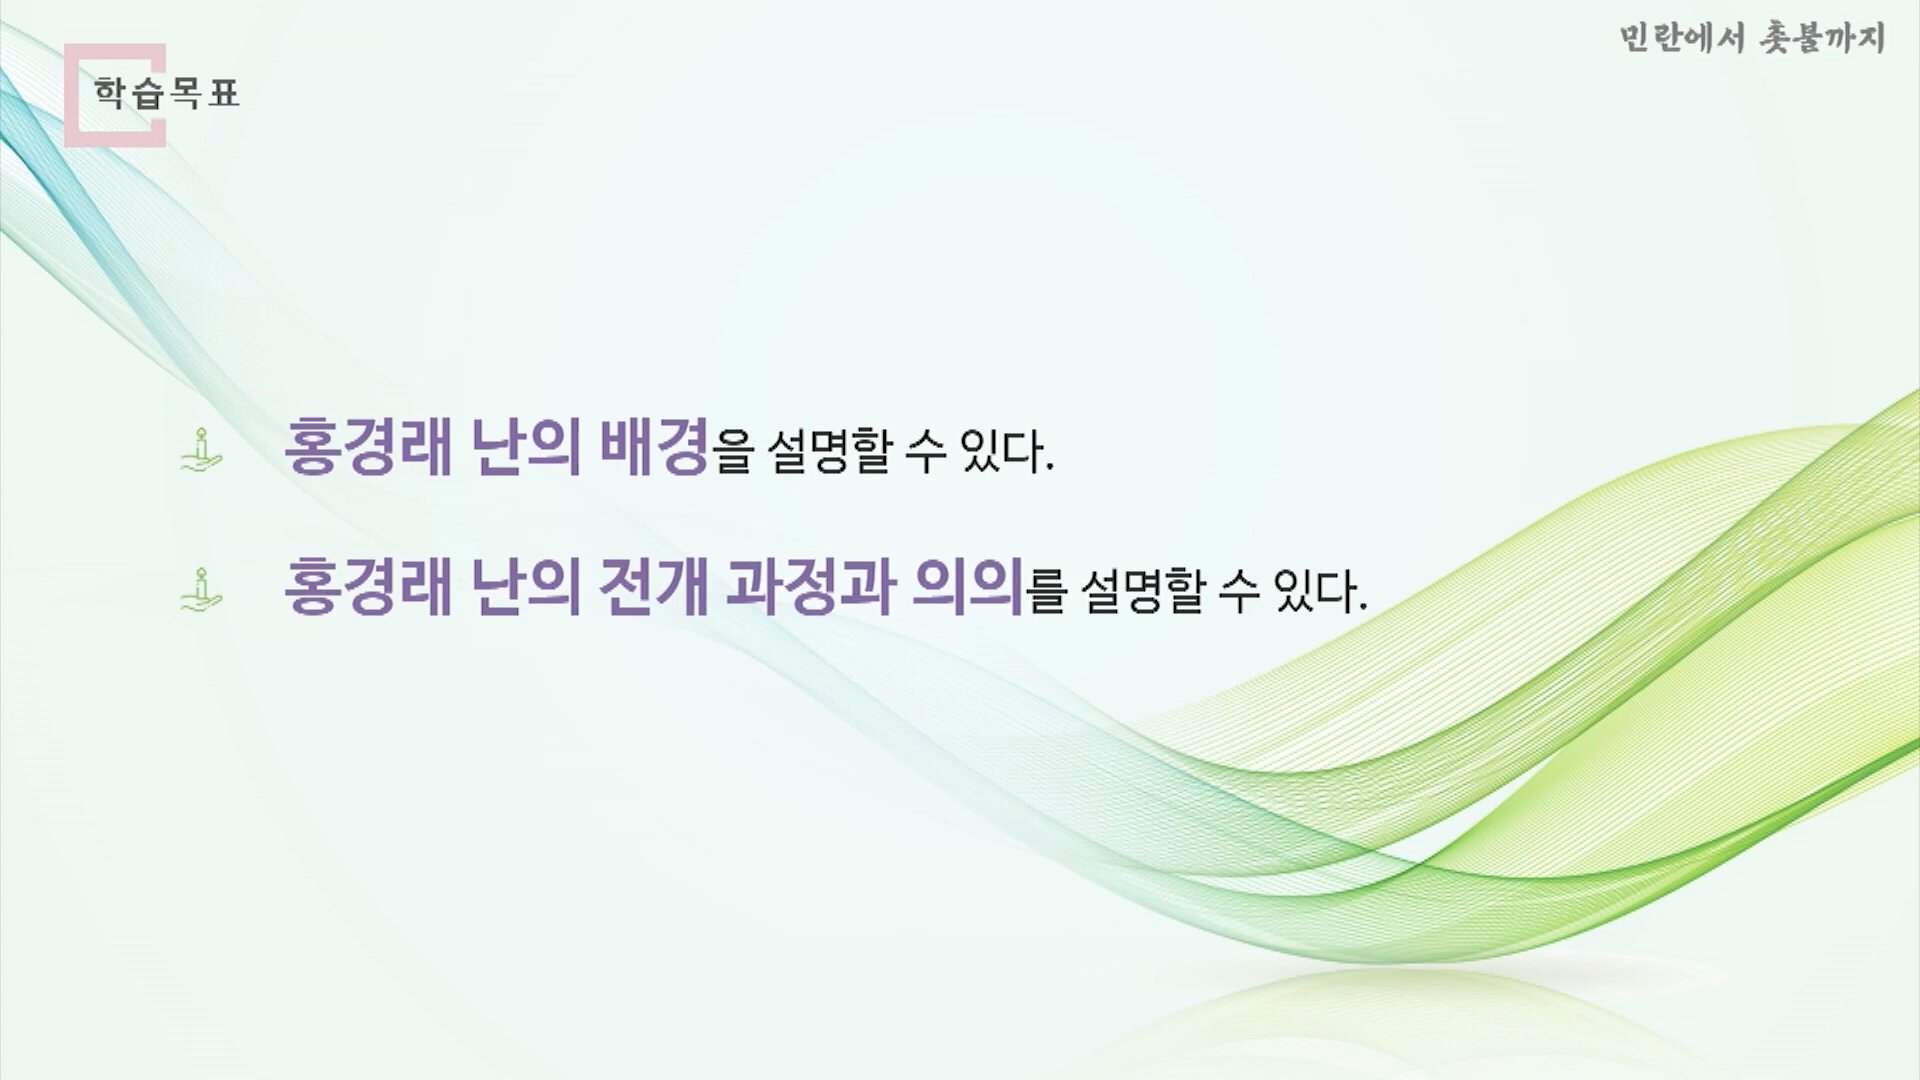 민란에서 촛불까지
학습목표
홍경래 난의 배경을 설명할 수 있다.
홍경래 난의 전개 과정과 의의를 설명할 수 있다.